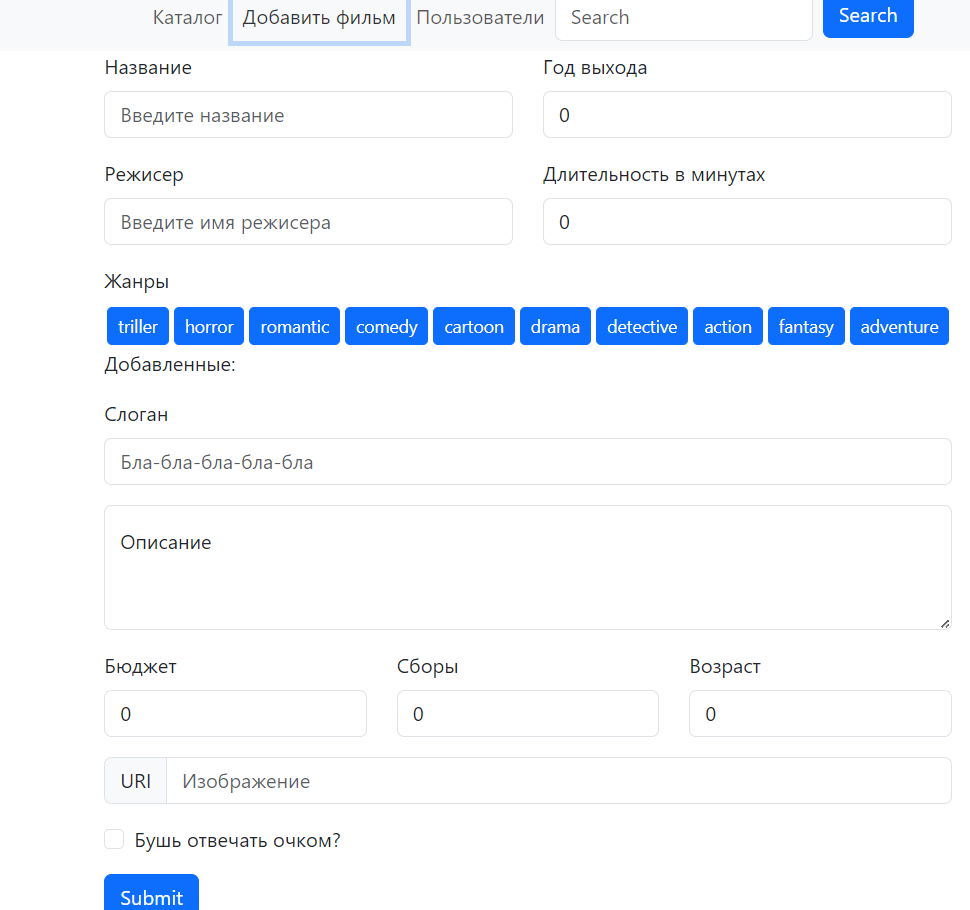 Каталог Добавить фильм Пользователи Search Search
Название Год выхода
Введите название 0
Режисер Длительность в минутах
Введите имя режисера 0
Жанры
triller horror romantic comedy cartoon drama detective action fantasy adventure
Добавленные:
Слоган
Бла-бла-бла-бла-бла
Описание
Бюджет Сборы Возраст
0 0 0
URI Изображение
Бушь отвечать очком?
Submit